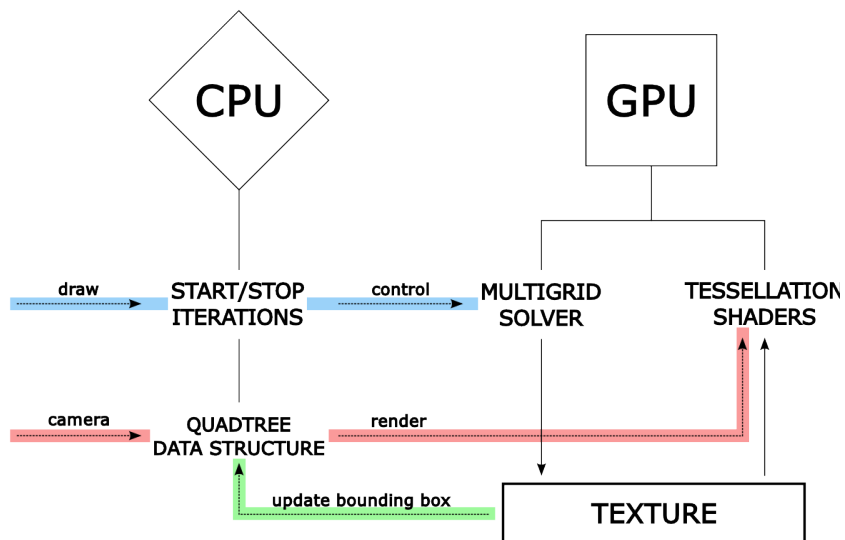 CPU
GPU
draw
START/STOP
ITERATIONS
control
MULTIGRID
SOLVER
TESSELLATION
SHADERS
camera
QUADTREE
DATA STRUCTURE
render
update bounding box
TEXTURE